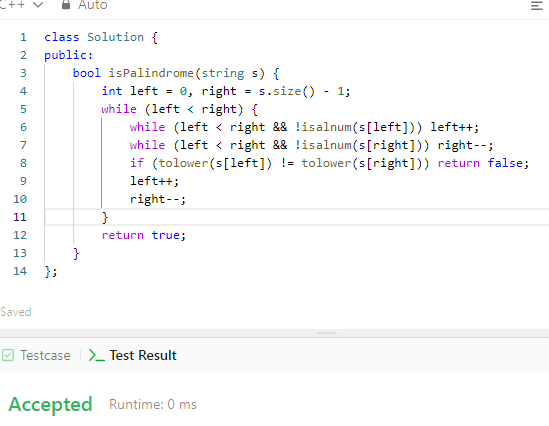 C++ Auto
1 class Solution {
2 public:
3     bool isPalindrome(string s) {
4         int left = 0, right = s.size() - 1;
5         while (left < right) {
6             while (left < right && !isalnum(s[left])) left++;
7             while (left < right && !isalnum(s[right])) right--;
8             if (tolower(s[left]) != tolower(s[right])) return false;
9             left++;
10             right--;
11         }
12         return true;
13     }
14 };
Saved
Testcase >_ Test Result
Accepted Runtime: 0 ms